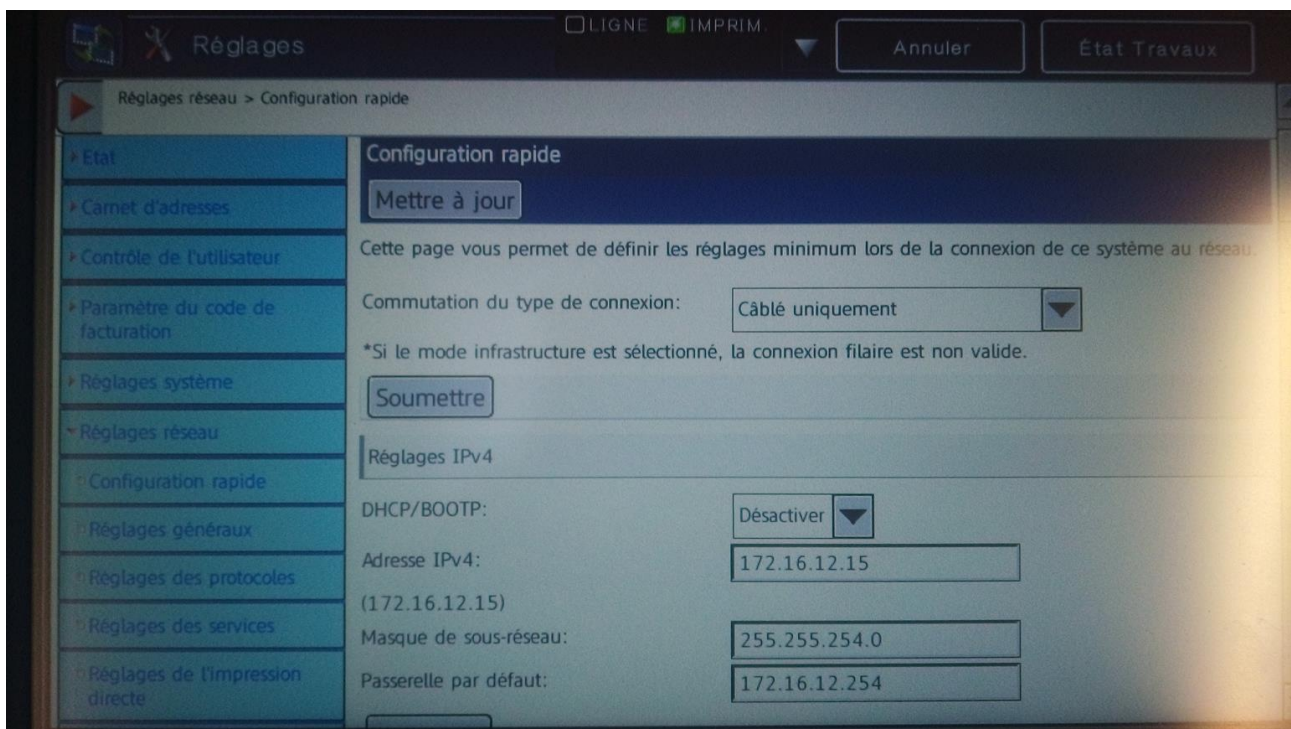 Réglages
LIGNE IMPRIM.
Annuler
État Travaux
Réglages réseau > Configuration rapide
Etat
Carnet d'adresses
Contrôle de l'utilisateur
Paramètre du code de
facturation
Réglages système
Réglages réseau
Configuration rapide
Réglages généraux
Réglages des protocoles
Réglages des services
Réglages de l'impression
directe
Configuration rapide
Mettre à jour
Cette page vous permet de définir les réglages minimum lors de la connexion de ce système au réseau.
Commutation du type de connexion: Câblé uniquement
*Si le mode infrastructure est sélectionné, la connexion filaire est non valide.
Soumettre
Réglages IPv4
DHCP/BOOTP: Désactiver
Adresse IPv4: 172.16.12.15
(172.16.12.15)
Masque de sous-réseau: 255.255.254.0
Passerelle par défaut: 172.16.12.254